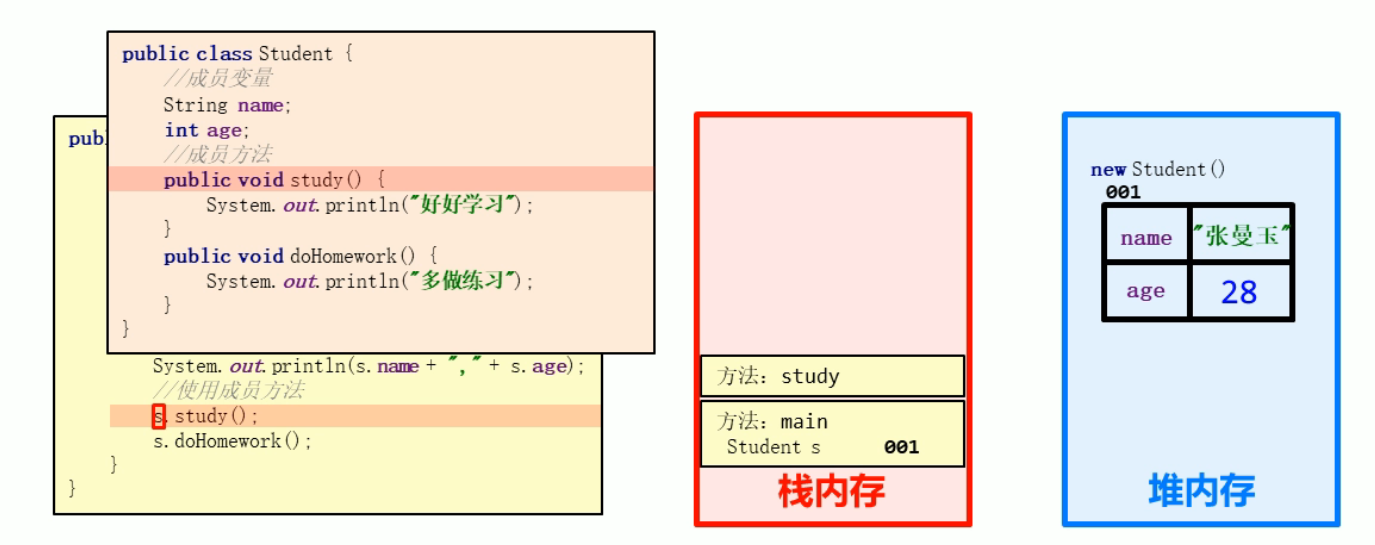 public class Student {
//成员变量
String name;
int age;
//成员方法
public void study() {
System.out.println("好好学习");
}
public void doHomework() {
System.out.println("多做练习");
}
}
publ
System.out.println(s.name + "," + s.age);
//使用成员方法
s.study();
s.doHomework();
}
}
方法: study
方法: main
Student s 001
栈内存
new Student()
001
name "张曼玉"
age 28
堆内存